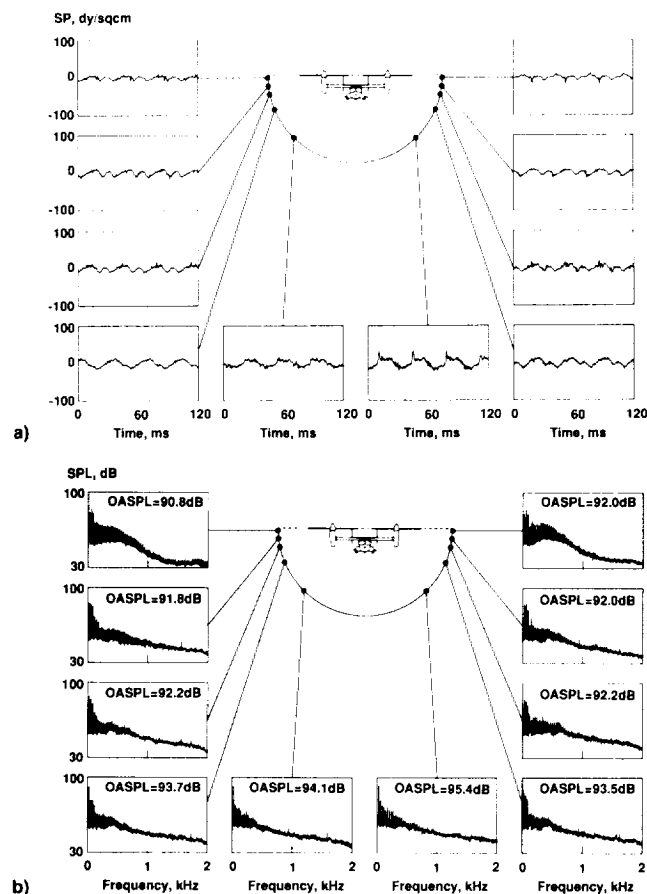 SP, dy/sqcm
100
0
-100
100
0
-100
100
0
-100
100
0
-100
0 60 120 0 60 120 0 60 120 0 60 120
Time, ms Time, ms Time, ms Time, ms
a)
SPL, dB
100
OASPL=90.8dB OASPL=92.0dB
30
100
OASPL=91.8dB OASPL=92.0dB
30
100
OASPL=92.2dB OASPL=92.2dB
30
100
OASPL=93.7dB OASPL=94.1dB OASPL=95.4dB OASPL=93.5dB
30
0 1 2 0 1 2 0 1 2 0 1 2
Frequency, kHz Frequency, kHz Frequency, kHz Frequency, kHz
b)